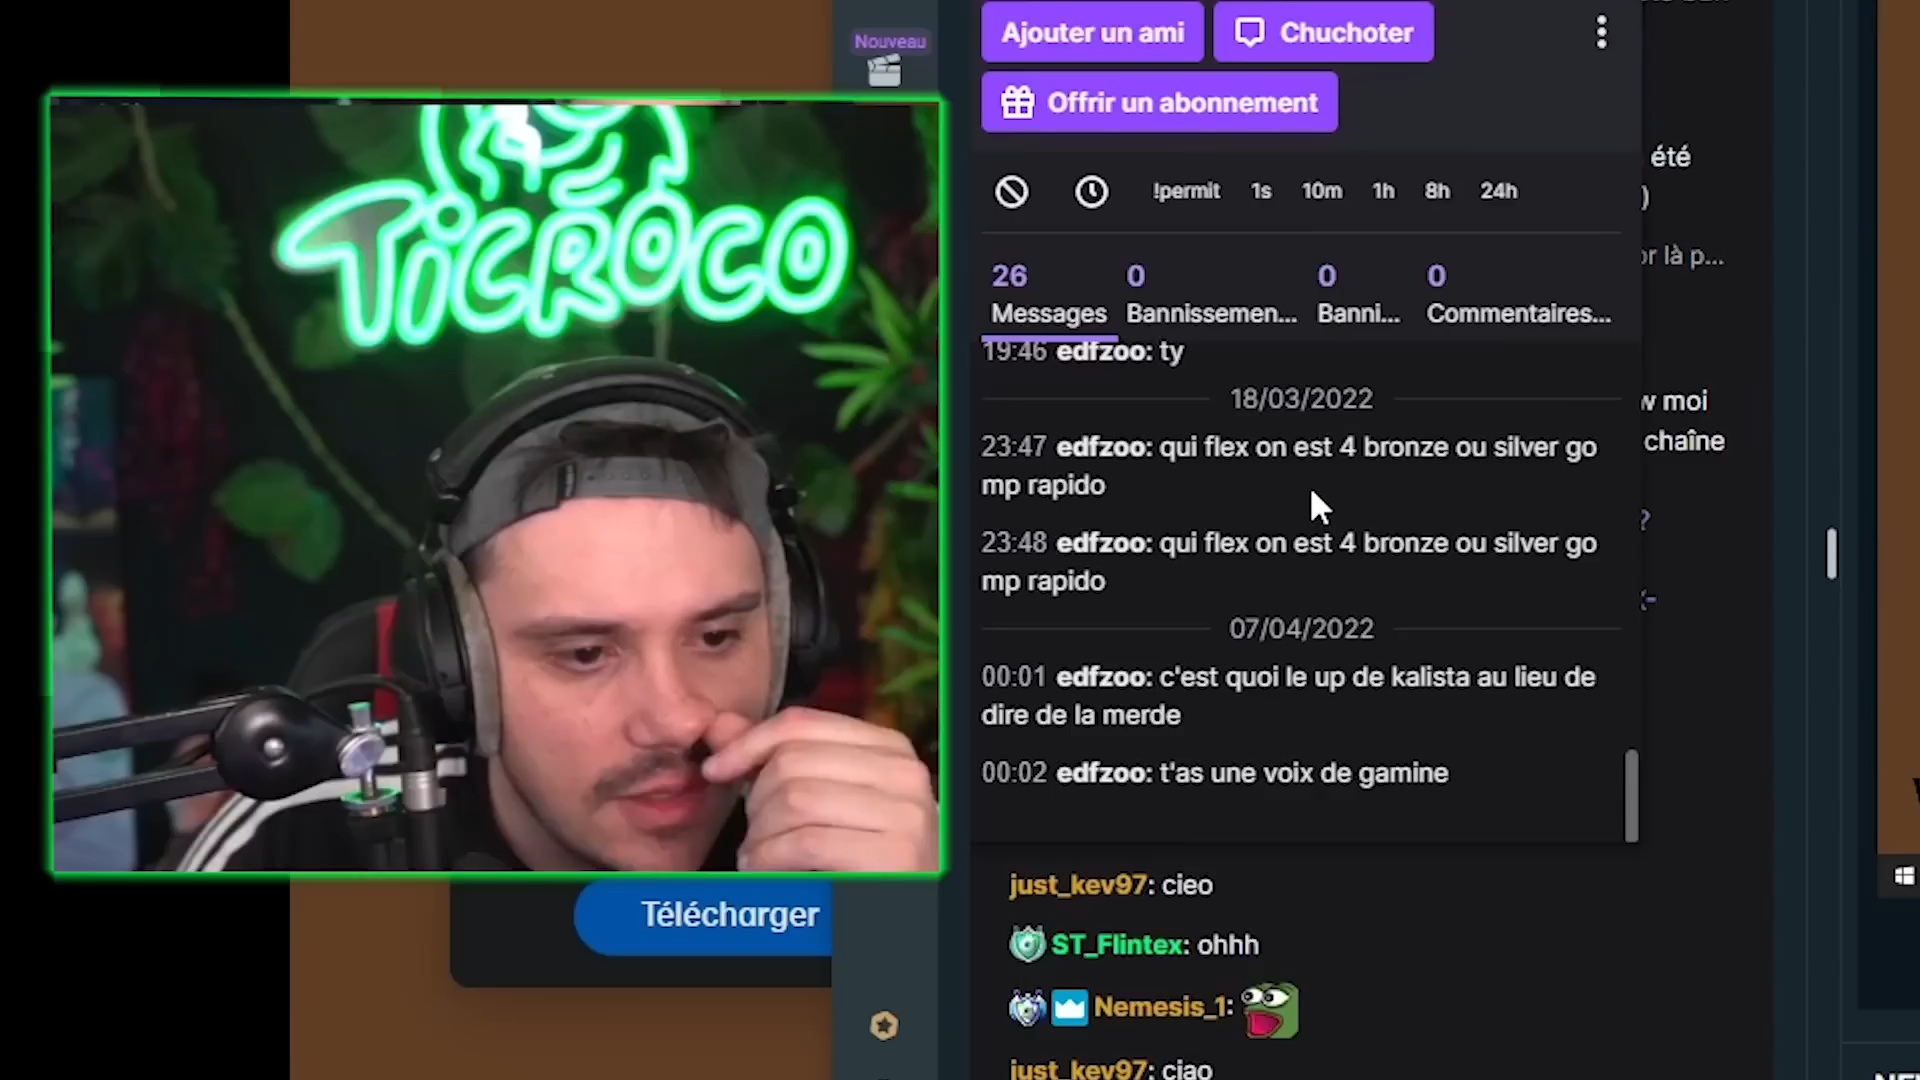 Nouveau
Ajouter un ami
Chuchoter
Offrir un abonnement
!permit 1s 10m 1h 8h 24h
26 0 0 0
Messages Bannissemen... Banni... Commentaires...
19:46 edfzoo: ty
18/03/2022
23:47 edfzoo: qui flex on est 4 bronze ou silver go
mp rapido
23:48 edfzoo: qui flex on est 4 bronze ou silver go
mp rapido
07/04/2022
00:01 edfzoo: c'est quoi le up de kalista au lieu de
dire de la merde
00:02 edfzoo: t'as une voix de gamine
just_kev97: cieo
ST_Flintex: ohhh
Nemesis_1:
just_kev97: ciao
été
)
là p...
moi
chaîne
?
TiCROCO
Télécharger